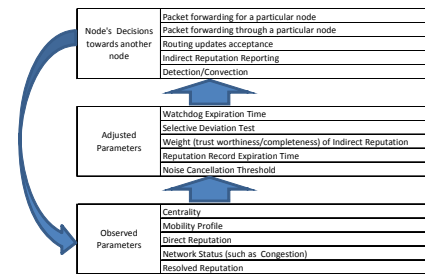 Node's Decisions
towards another
node
Packet forwarding for a particular node
Packet forwarding through a particular node
Routing updates acceptance
Indirect Reputation Reporting
Detection/Convection
Adjusted
Parameters
Watchdog Expiration Time
Selective Deviation Test
Weight (trust worthiness/completeness) of Indirect Reputation
Reputation Record Expiration Time
Noise Cancellation Threshold
Observed
Parameters
Centrality
Mobility Profile
Direct Reputation
Network Status (such as Congestion)
Resolved Reputation